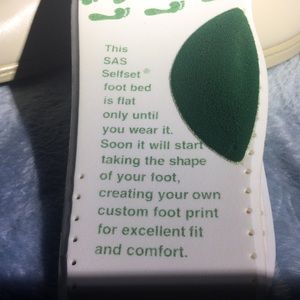 This
SAS
Selfset®
foot bed
is flat
only until
you wear it.
Soon it will start
taking the shape
of your foot,
creating your own
custom foot print
for excellent fit
and comfort.